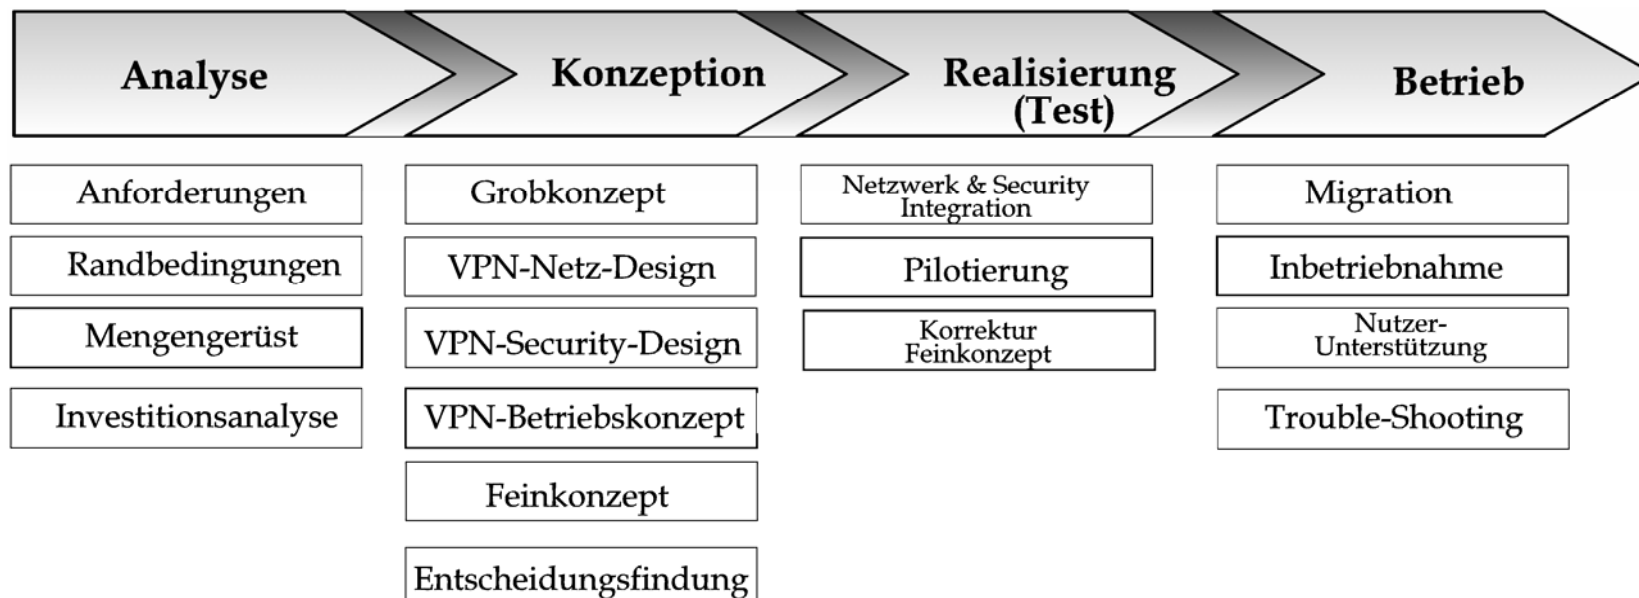 Analyse
Konzeption
Realisierung
(Test)
Betrieb
Anforderungen
Randbedingungen
Mengengerüst
Investitionsanalyse
Grobkonzept
VPN-Netz-Design
VPN-Security-Design
VPN-Betriebskonzept
Feinkonzept
Entscheidungsfindung
Netzwerk & Security
Integration
Pilotierung
Korrektur
Feinkonzept
Migration
Inbetriebnahme
Nutzer-
Unterstützung
Trouble-Shooting